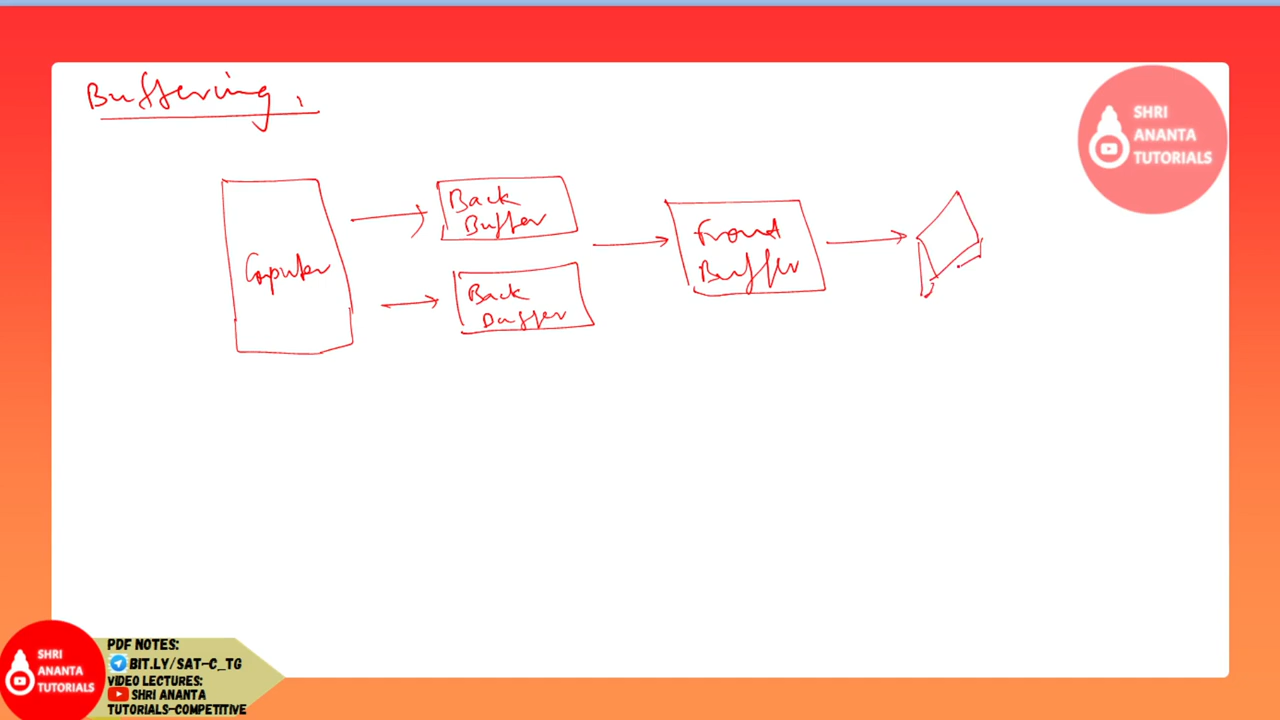 Buffering.
SHRI
ANANTA
TUTORIALS
Computer
Back
Buffer
Back
Buffer
Front
Buffer
SHRI
ANANTA
TUTORIALS
PDF NOTES:
BIT.LY/SAT-C_TG
VIDEO LECTURES:
SHRI ANANTA
TUTORIALS-COMPETITIVE